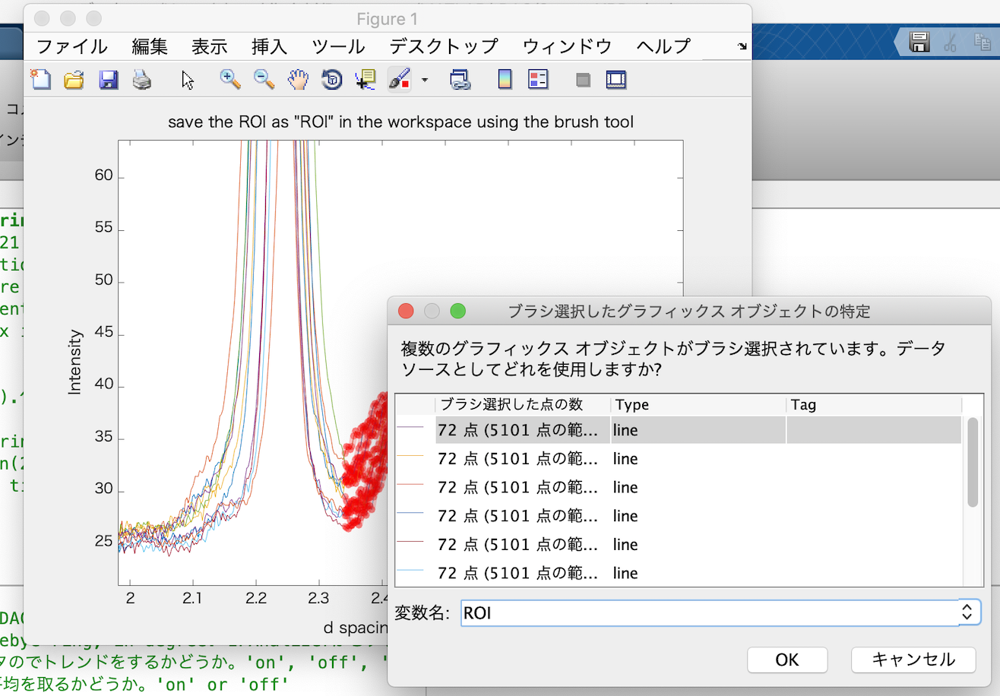 Figure 1
ファイル 編集 表示 挿入 ツール デスクトップ ウィンドウ ヘルプ
save the ROI as "ROI" in the workspace using the brush tool
60
55
50
45
40
35
30
25
Intensity
2 2.1 2.2 2.3 2.4
d spacin
ブラシ選択したグラフィックス オブジェクトの特定
複数のグラフィックス オブジェクトがブラシ選択されています。データ
ソースとしてどれを使用しますか?
ブラシ選択した点の数 Type Tag
72 点 (5101 点の範... line
72 点 (5101 点の範... line
72 点 (5101 点の範... line
72 点 (5101 点の範... line
72 点 (5101 点の範... line
72 点 (5101 点の範... line
変数名: ROI
OK キャンセル
コメ
インデ
rin
21
tio
re
ent
x i
rin
n(2
ti
DAC
タのでトレンドをするかどうか。'on', 'off', '
平均を取るかどうか。'on' or 'off'